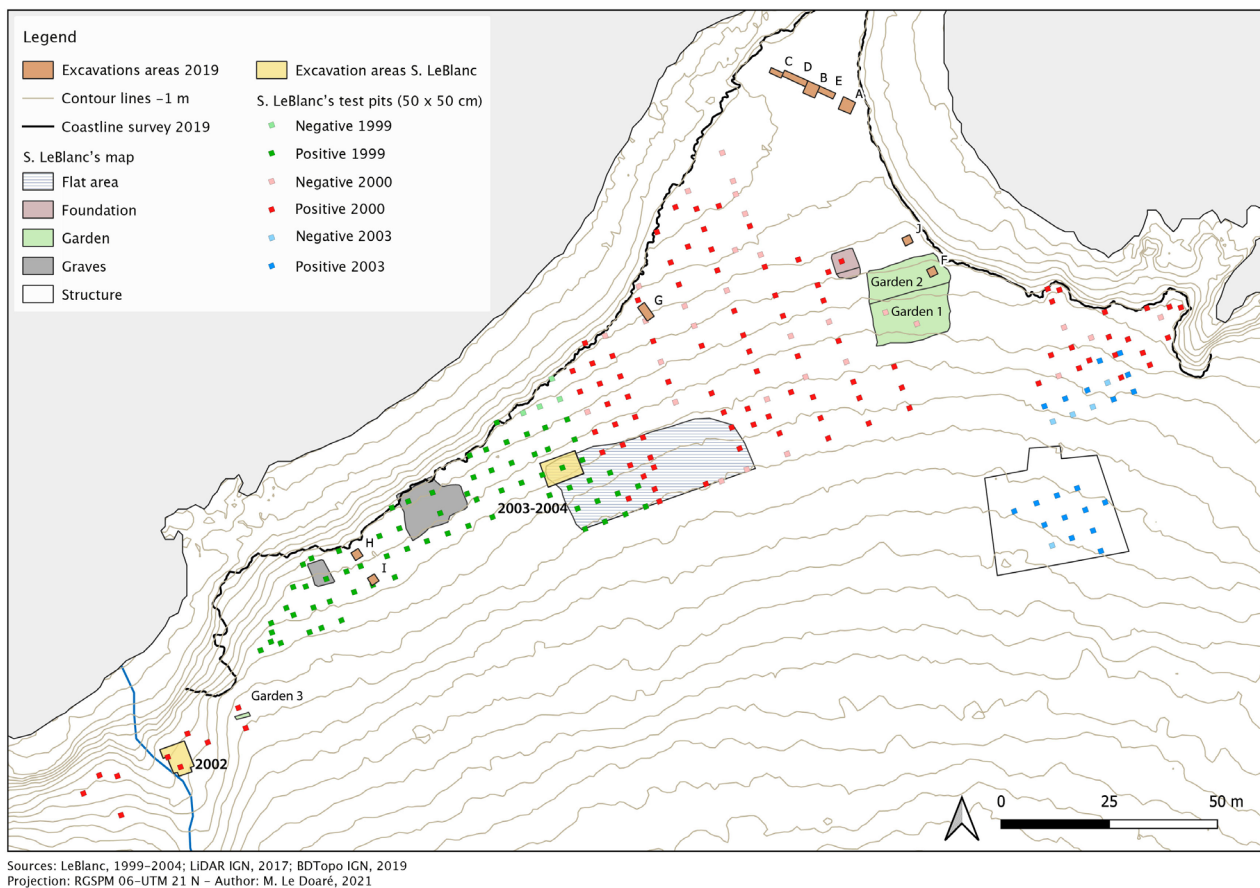 Legend
Excavations areas 2019
Contour lines -1 m
Coastline survey 2019
S. LeBlanc's map
Flat area
Foundation
Garden
Graves
Structure
Excavation areas S. LeBlanc
S. LeBlanc's test pits (50 x 50 cm)
Negative 1999
Positive 1999
Negative 2000
Positive 2000
Negative 2003
Positive 2003
C
D
B
E
A
J
F
Garden 2
Garden 1
G
2003-2004
H
I
Garden 3
2002
0 25 50 m
Sources: LeBlanc, 1999-2004; LiDAR IGN, 2017; BDTopo IGN, 2019
Projection: RGSPM 06-UTM 21 N - Author: M. Le Doaré, 2021